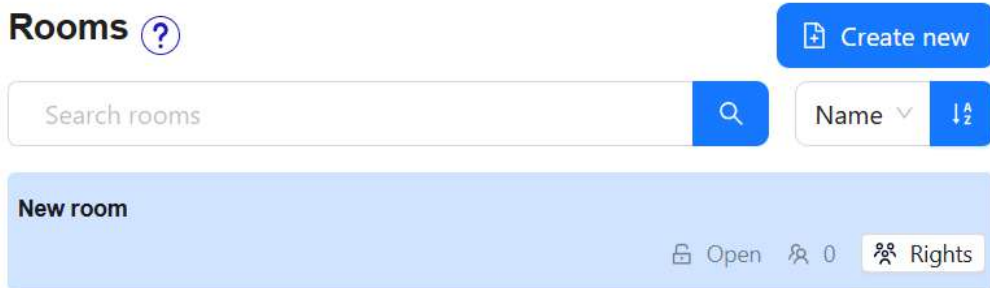 Rooms ?
Create new
Search rooms
Name
A
Z
New room
Open 0 Rights